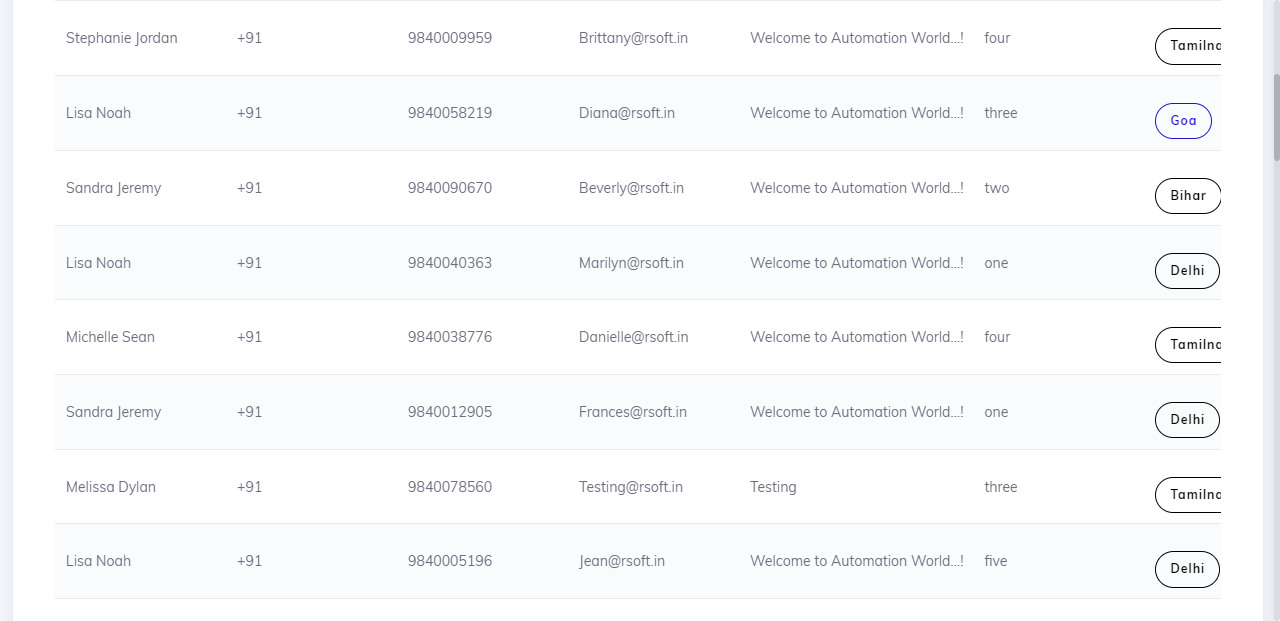 Stephanie Jordan +91 9840009959 Brittany@rsoft.in Welcome to Automation World...! four
Lisa Noah +91 9840058219 Diana@rsoft.in Welcome to Automation World...! three Goa
Sandra Jeremy +91 9840090670 Beverly@rsoft.in Welcome to Automation World...! two Bihar
Lisa Noah +91 9840040363 Marilyn@rsoft.in Welcome to Automation World...! one Delhi
Michelle Sean +91 9840038776 Danielle@rsoft.in Welcome to Automation World...! four
Sandra Jeremy +91 9840012905 Frances@rsoft.in Welcome to Automation World...! one Delhi
Melissa Dylan +91 9840078560 Testing@rsoft.in Testing three
Lisa Noah +91 9840005196 Jean@rsoft.in Welcome to Automation World...! five Delhi